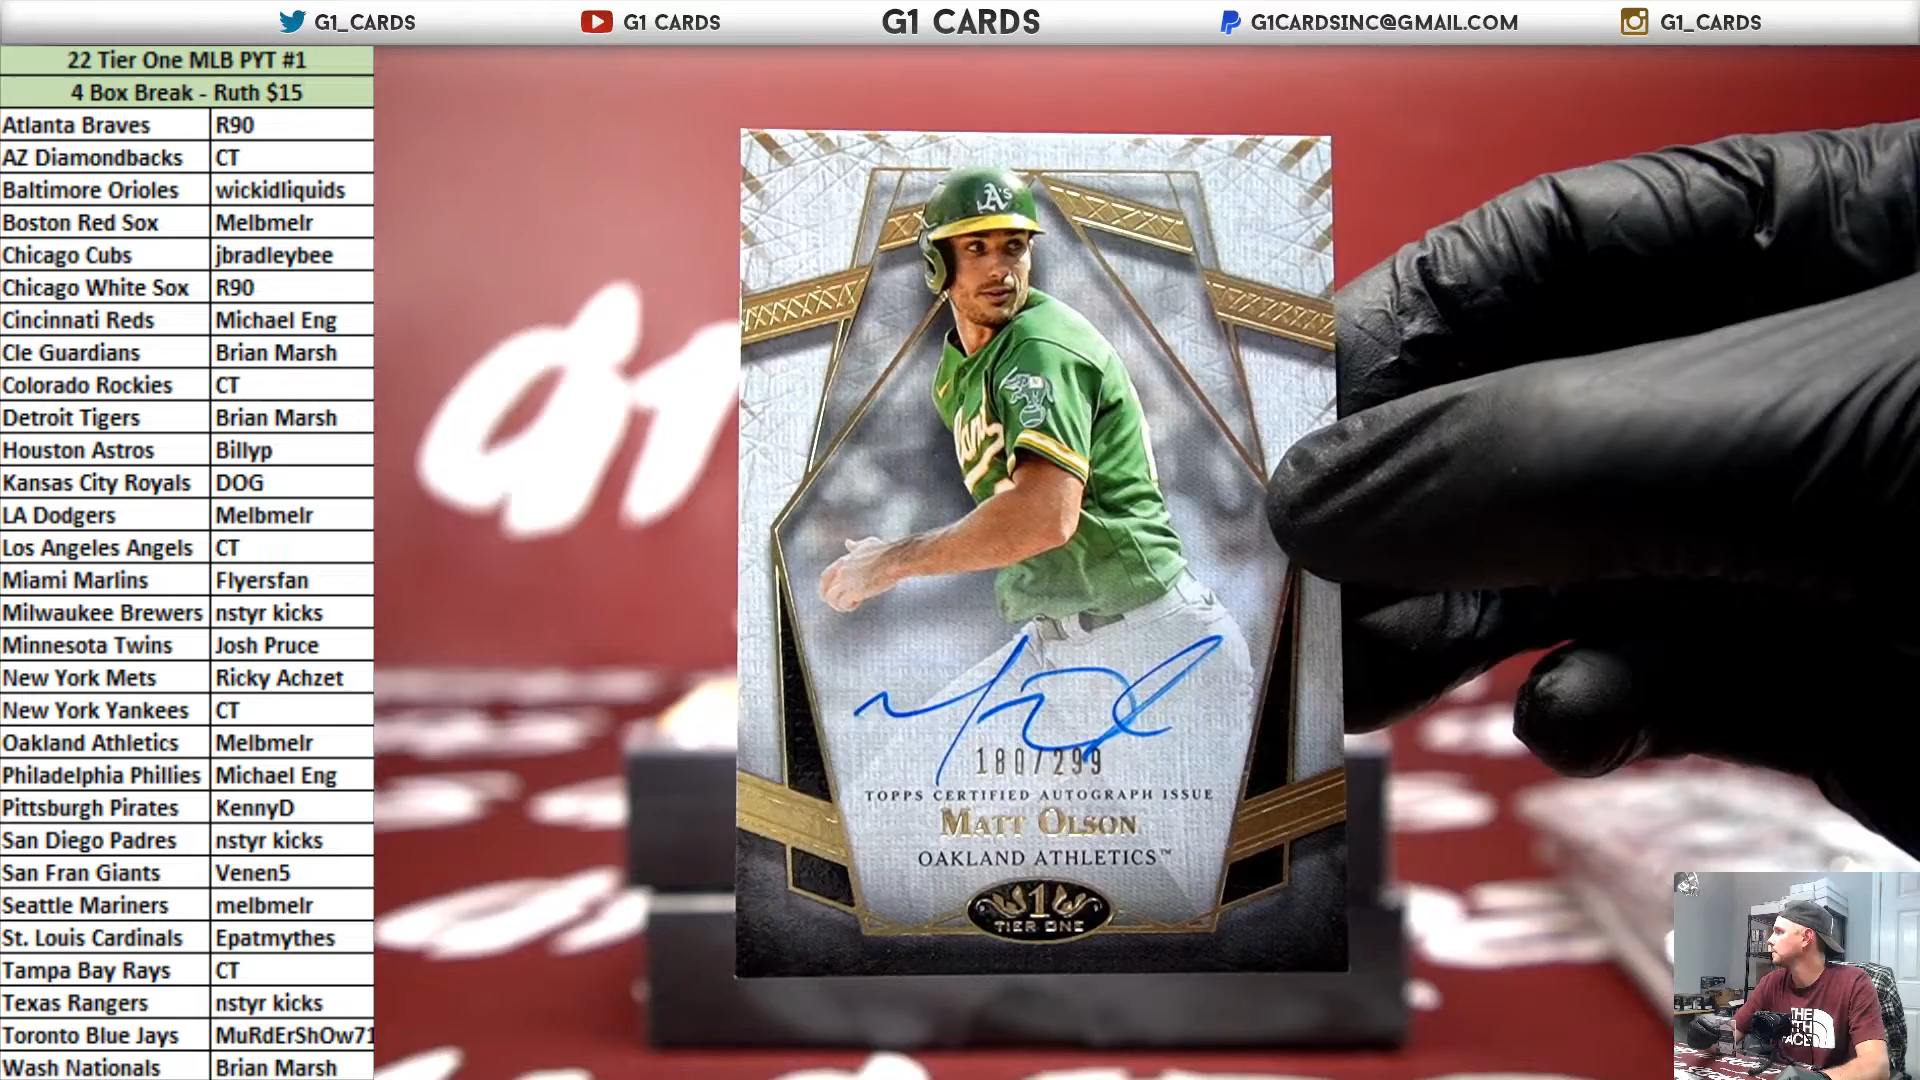 G1_CARDS
G1 CARDS
G1 CARDS
G1CARDSINC@GMAIL.COM
G1_CARDS
22 Tier One MLB PYT #1
4 Box Break - Ruth $15
Atlanta Braves R90
AZ Diamondbacks CT
Baltimore Orioles wickidliquids
Boston Red Sox Melbmelr
Chicago Cubs jbradleybee
Chicago White Sox R90
Cincinnati Reds Michael Eng
Cle Guardians Brian Marsh
Colorado Rockies CT
Detroit Tigers Brian Marsh
Houston Astros Billyp
Kansas City Royals DOG
LA Dodgers Melbmelr
Los Angeles Angels CT
Miami Marlins Flyersfan
Milwaukee Brewers nstyr kicks
Minnesota Twins Josh Pruce
New York Mets Ricky Achzet
New York Yankees CT
Oakland Athletics Melbmelr
Philadelphia Phillies Michael Eng
Pittsburgh Pirates KennyD
San Diego Padres nstyr kicks
San Fran Giants Venen5
Seattle Mariners melbmelr
St. Louis Cardinals Epatmythes
Tampa Bay Rays CT
Texas Rangers nstyr kicks
Toronto Blue Jays MuRdErShOw71
Wash Nationals Brian Marsh
A's
180/299
TOPPS CERTIFIED AUTOGRAPH ISSUE
MATT OLSON
OAKLAND ATHLETICS™
1
TIER ONE
THE
NORTH
FACE